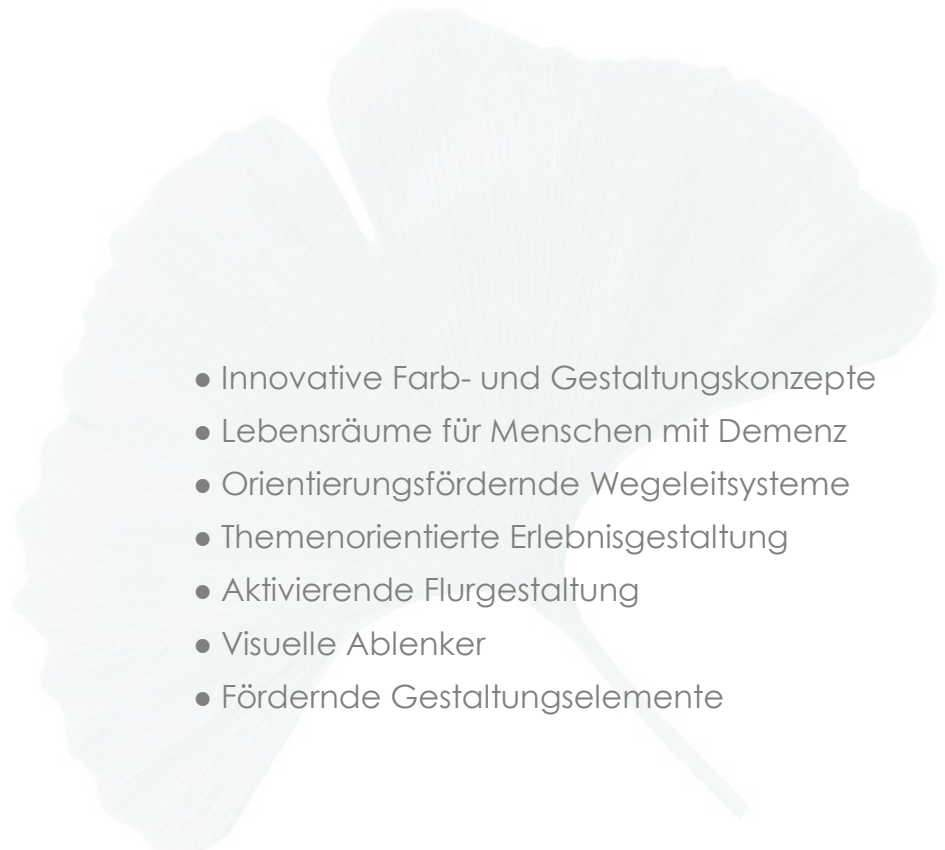 ● Innovative Farb- und Gestaltungskonzepte
● Lebensräume für Menschen mit Demenz
● Orientierungsfördernde Wegeleitsysteme
● Themenorientierte Erlebnisgestaltung
● Aktivierende Flurgestaltung
● Visuelle Ablenker
● Fördernde Gestaltungselemente